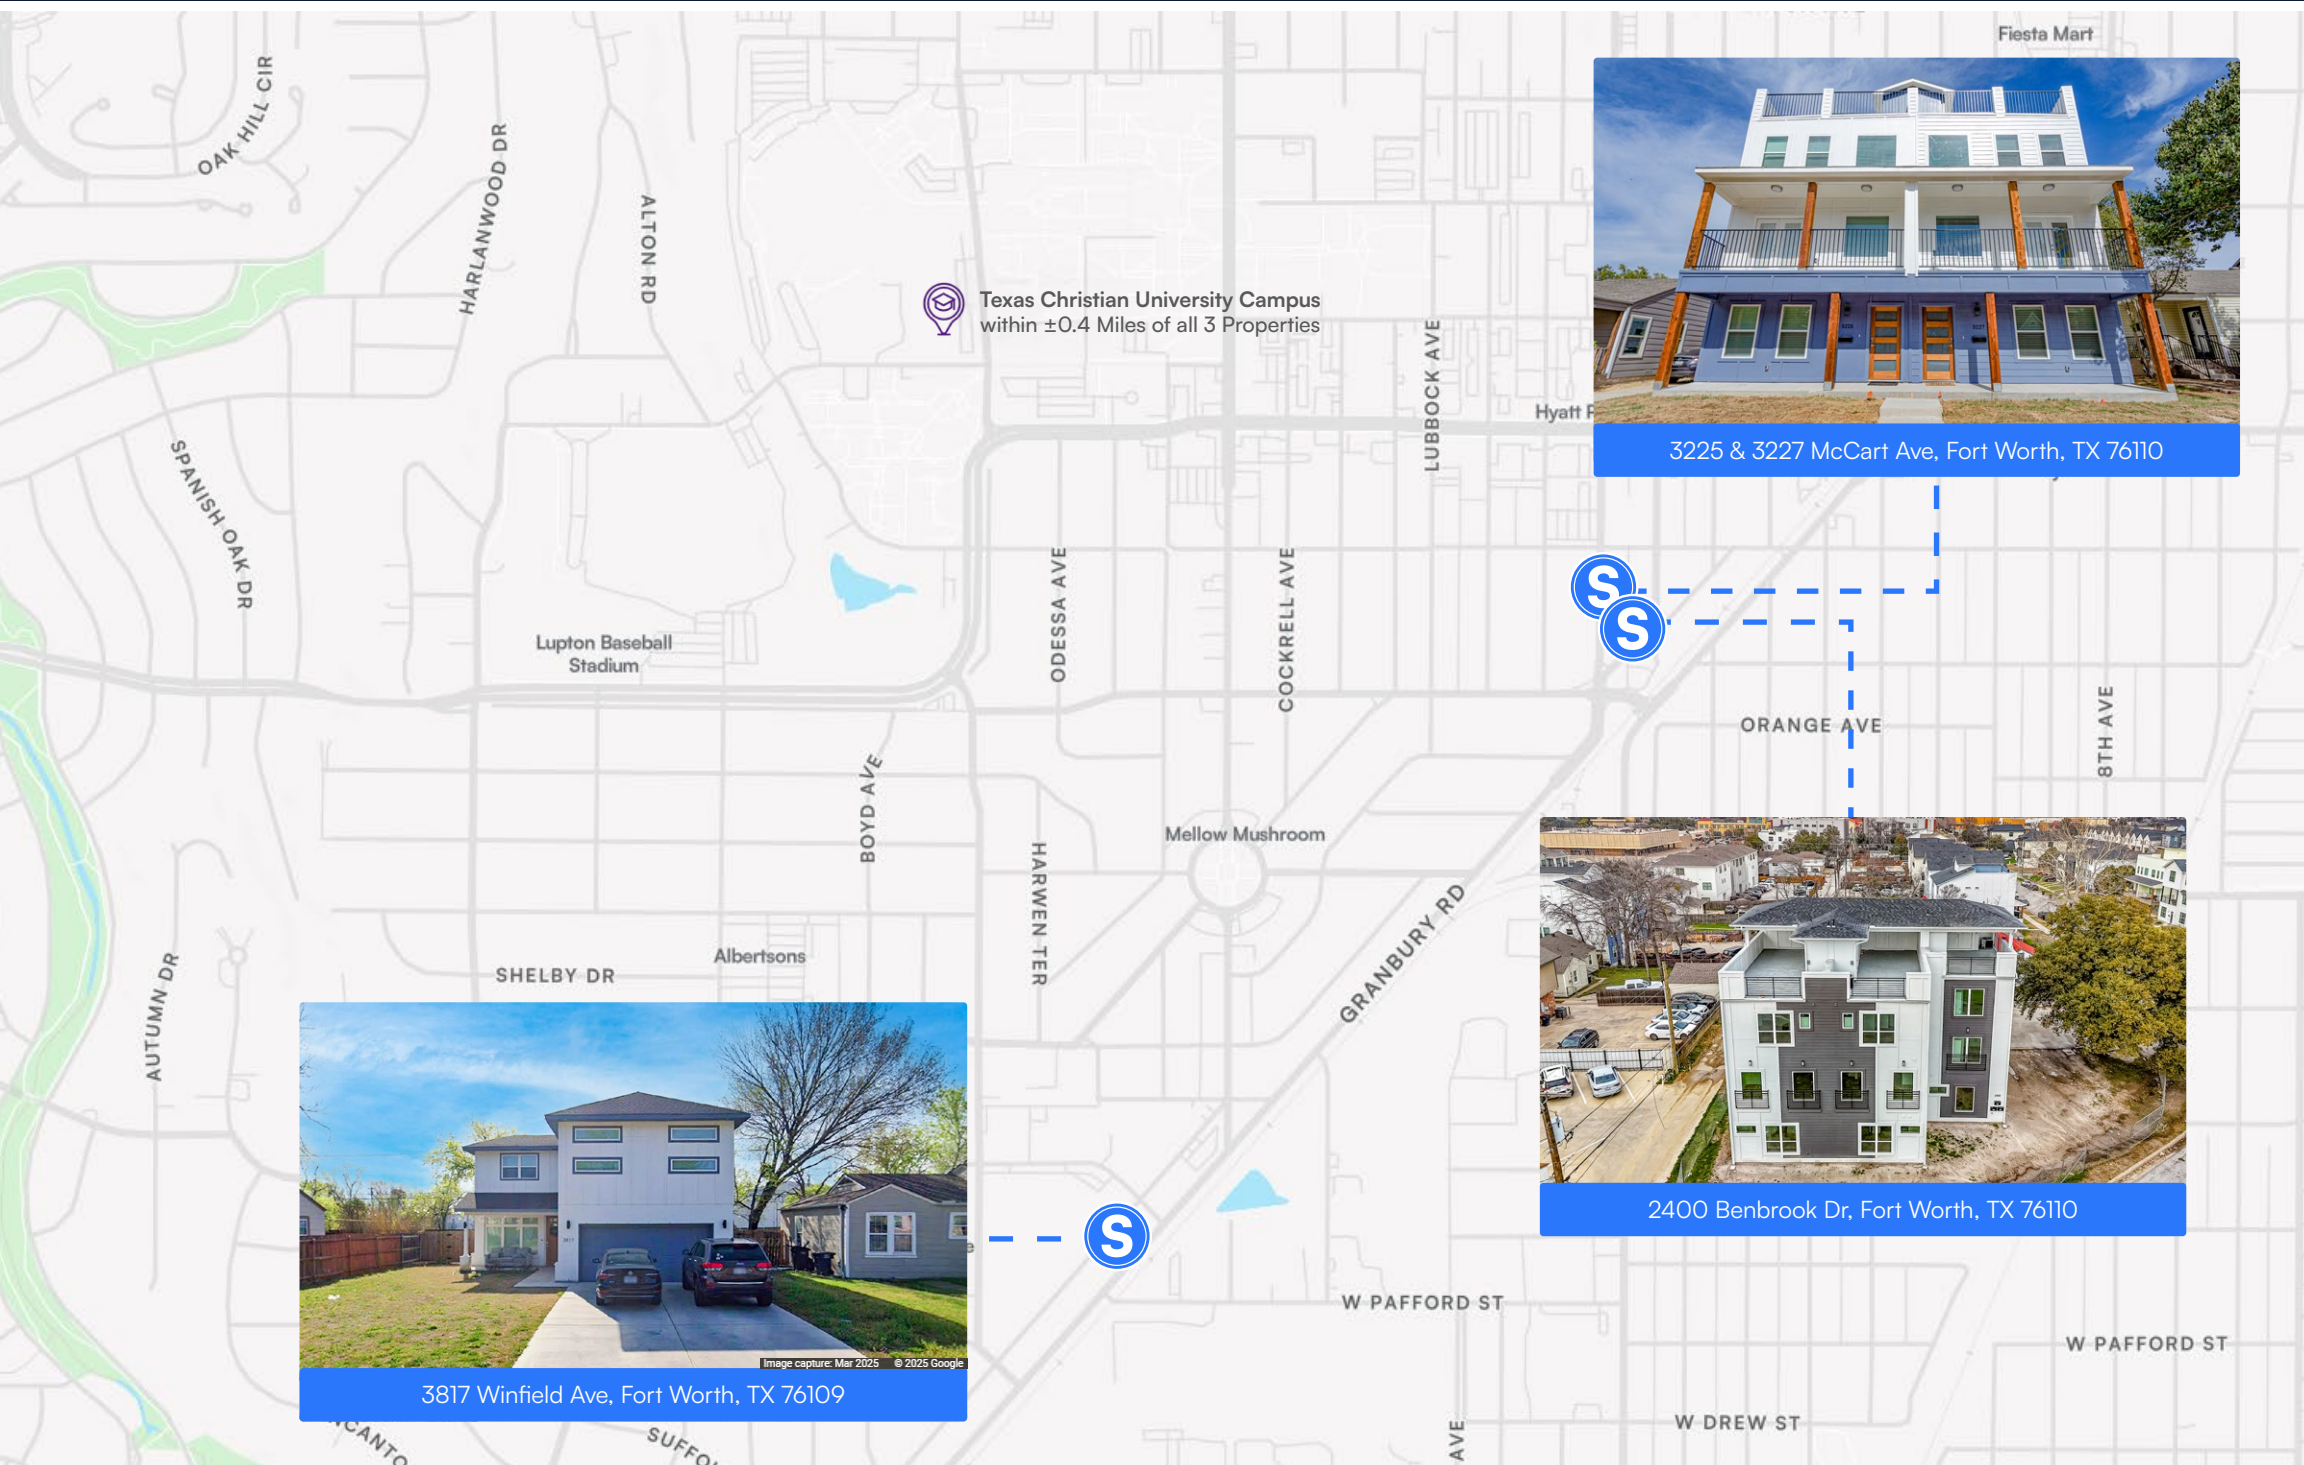 Fiesta Mart
OAK HILL CIR
HARLANWOOD DR
ALTON RD
Texas Christian University Campus
within ±0.4 Miles of all 3 Properties
LUBBOCK AVE
Hyatt
3225 & 3227 McCart Ave, Fort Worth, TX 76110
SPANISH OAK DR
S
S
ODESSA AVE
COCKRELL AVE
Lupton Baseball
Stadium
ORANGE AVE
8TH AVE
BOYD AVE
Mellow Mushroom
HARWEN TER
GRANBURY RD
Albertsons
SHELBY DR
AUTUMN DR
2400 Benbrook Dr, Fort Worth, TX 76110
S
3817
W PAFFORD ST
W PAFFORD ST
Image capture: Mar 2025 © 2025 Google
3817 Winfield Ave, Fort Worth, TX 76109
W DREW ST
AVE